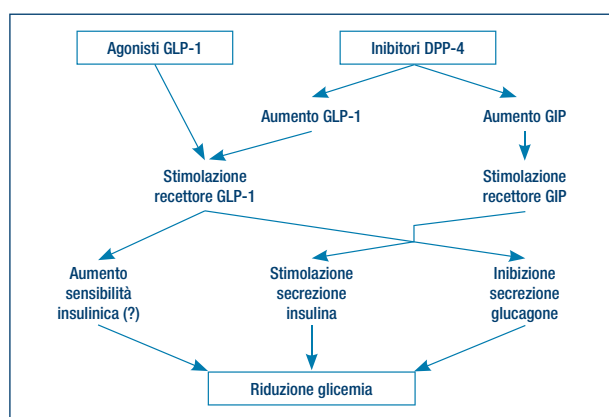 Agonisti GLP-1
Inibitori DPP-4
Aumento GLP-1
Aumento GIP
Stimolazione
recettore GLP-1
Stimolazione
recettore GIP
Aumento
sensibilità
insulinica (?)
Stimolazione
secrezione
insulina
Inibizione
secrezione
glucagone
Riduzione glicemia